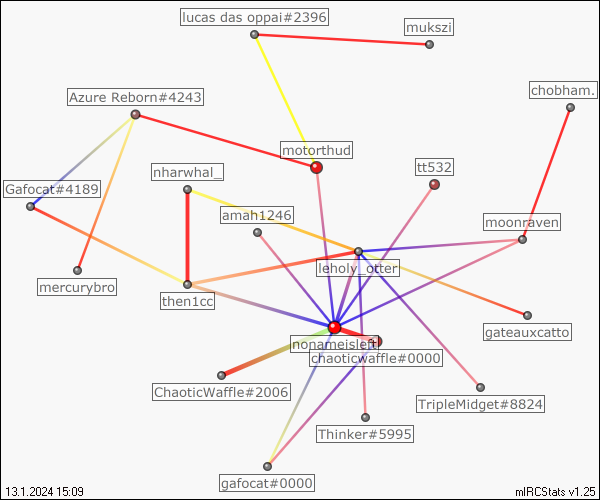 lucas das oppai#2396
mukszi
chobham.
Azure Reborn#4243
motorthud
nharwhal_
tt532
Gafocat#4189
amah1246
moonraven
leholy_otter
mercurybro
then1cc
gateauxcatto
nonameisleft
chaoticwaffle#0000
ChaoticWaffle#2006
TripleMidget#8824
Thinker#5995
gafocat#0000
13.1.2024 15:09
mIRCStats v1.25